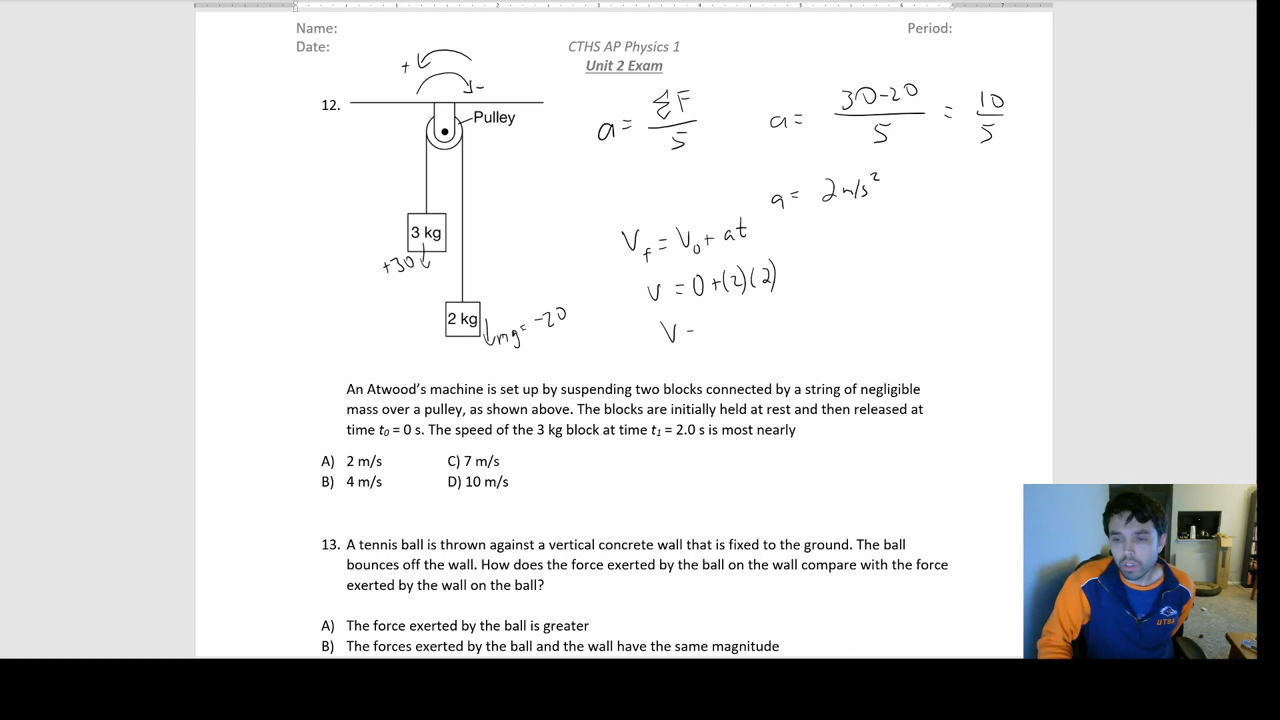 Name:
Period:
Date:
CTHS AP Physics 1
Unit 2 Exam
+
-
12.
Pulley
3 kg
+30
2 kg
mg = -20
a = ΣF / 5
a = 30-20 / 5 = 10 / 5
a = 2 m/s²
Vf = V0 + at
V = 0 + (2)(2)
V -
An Atwood’s machine is set up by suspending two blocks connected by a string of negligible
mass over a pulley, as shown above. The blocks are initially held at rest and then released at
time t0 = 0 s. The speed of the 3 kg block at time t1 = 2.0 s is most nearly
A) 2 m/s C) 7 m/s
B) 4 m/s D) 10 m/s
13. A tennis ball is thrown against a vertical concrete wall that is fixed to the ground. The ball
bounces off the wall. How does the force exerted by the ball on the wall compare with the force
exerted by the wall on the ball?
A) The force exerted by the ball is greater
B) The forces exerted by the ball and the wall have the same magnitude
UTSA